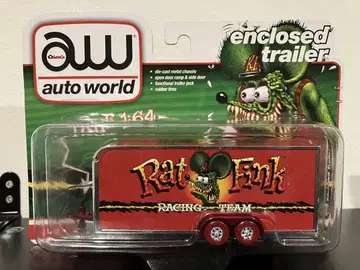 aw
auto world
• die-cast metal chassis
• open door ramp & side door
• functional trailer jack
• rubber tires
enclosed
trailer
1:64
Rat Fink
RACING TEAM